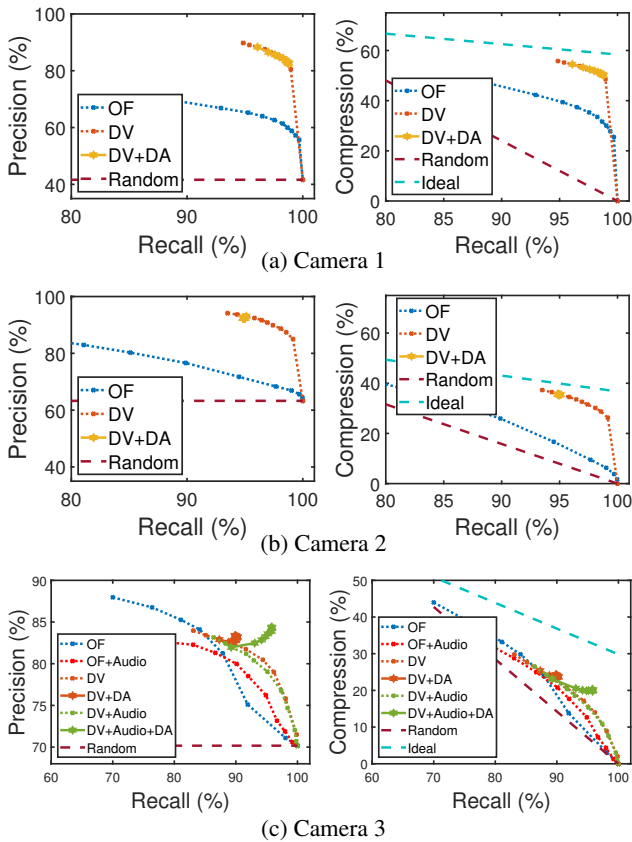 Precision (%)
100
80
60
40
OF
DV
DV+DA
Random
80
90
100
Recall (%)
Compression (%)
60
40
20
0
OF
DV
DV+DA
Random
Ideal
80
85
90
95
100
Recall (%)
(a) Camera 1
Precision (%)
100
80
60
40
OF
DV
DV+DA
Random
80
90
100
Recall (%)
Compression (%)
60
40
20
0
OF
DV
DV+DA
Random
Ideal
80
85
90
95
100
Recall (%)
(b) Camera 2
Precision (%)
90
85
80
75
70
OF
OF+Audio
DV
DV+DA
DV+Audio
DV+Audio+DA
Random
60
70
80
90
100
Recall (%)
Compression (%)
50
40
30
20
10
0
OF
OF+Audio
DV
DV+DA
DV+Audio
DV+Audio+DA
Random
Ideal
60
70
80
90
100
Recall (%)
(c) Camera 3